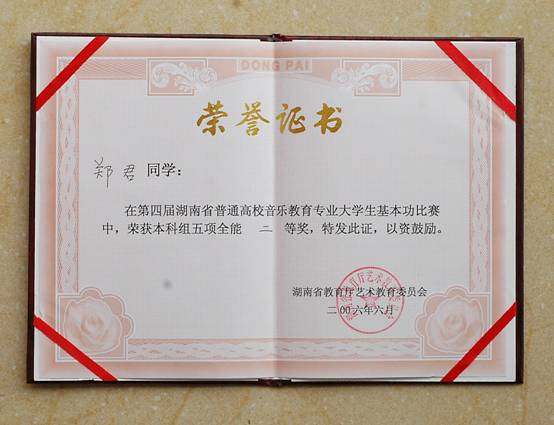 DONG PAI
荣誉证书
郑君 同学：
在第四届湖南省普通高校音乐教育专业大学生基本功比赛
中，荣获本科组五项全能 二 等奖，特发此证，以资鼓励。
湖南省教育厅艺术教育委员会
二00六年六月